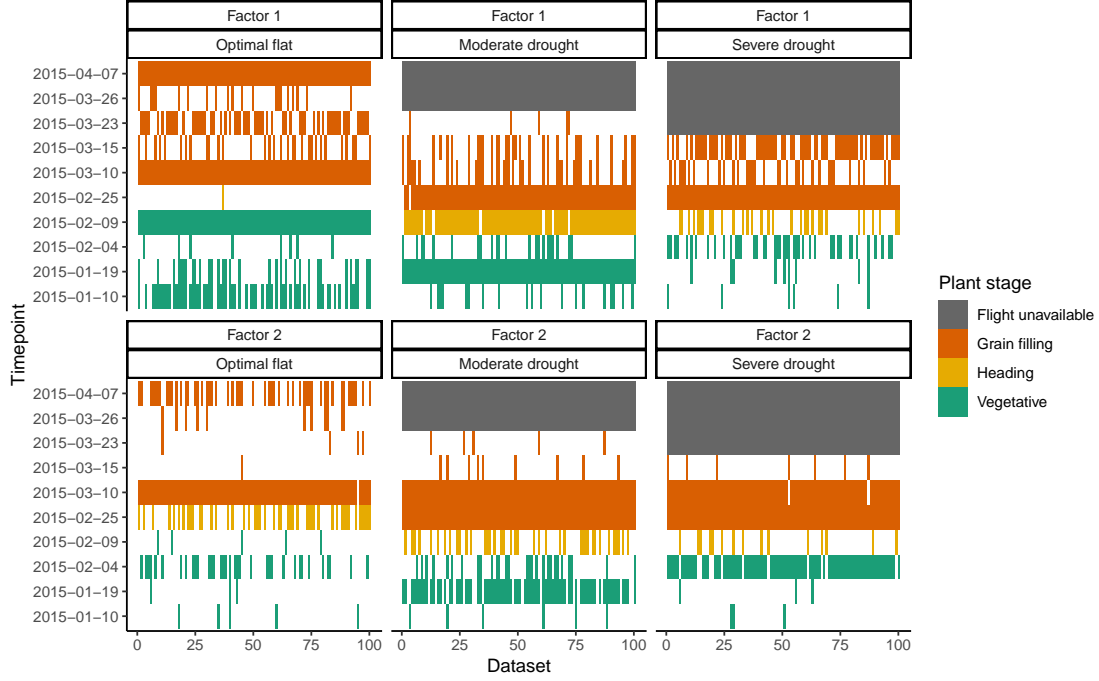 Factor 1
Factor 1
Factor 1
Optimal flat
Moderate drought
Severe drought
2015−04−07
2015−03−26
2015−03−23
2015−03−15
2015−03−10
2015−02−25
2015−02−09
2015−02−04
2015−01−19
2015−01−10
Factor 2
Factor 2
Factor 2
Optimal flat
Moderate drought
Severe drought
2015−04−07
2015−03−26
2015−03−23
2015−03−15
2015−03−10
2015−02−25
2015−02−09
2015−02−04
2015−01−19
2015−01−10
0 25 50 75 100
0 25 50 75 100
0 25 50 75 100
Dataset
Timepoint
Plant stage
Flight unavailable
Grain filling
Heading
Vegetative